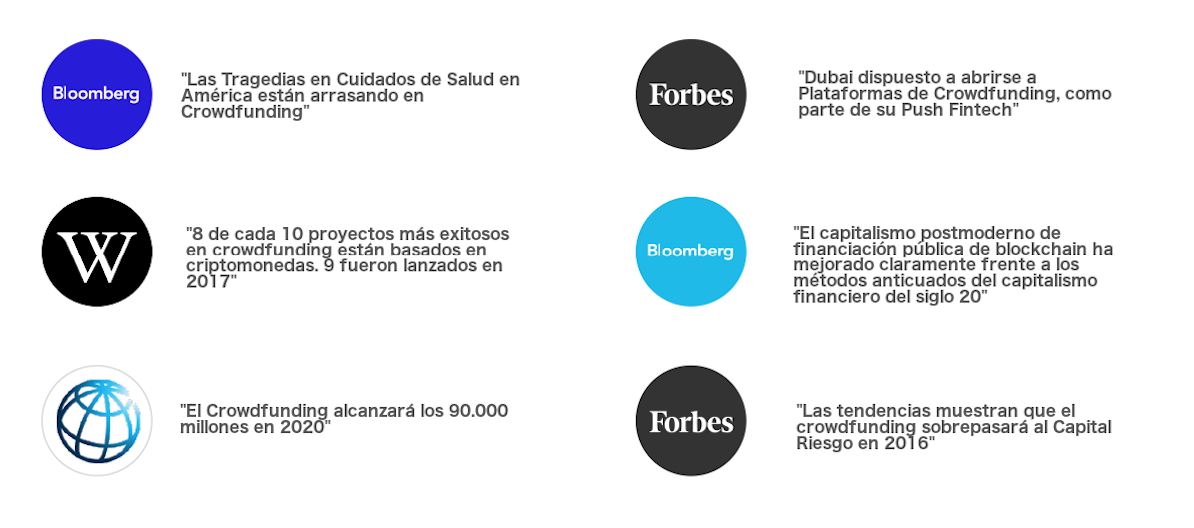 Bloomberg
"Las Tragedias en Cuidados de Salud en
América están arrasando en
Crowdfunding"
Forbes
"Dubai dispuesto a abrirse a
Plataformas de Crowdfunding, como
parte de su Push Fintech"
W
"8 de cada 10 proyectos más exitosos
en crowdfunding están basados en
criptomonedas. 9 fueron lanzados en
2017"
Bloomberg
"El capitalismo postmoderno de
financiación pública de blockchain ha
mejorado claramente frente a los
métodos anticuados del capitalismo
financiero del siglo 20"
"El Crowdfunding alcanzará los 90.000
millones en 2020"
Forbes
"Las tendencias muestran que el
crowdfunding sobrepasará al Capital
Riesgo en 2016"